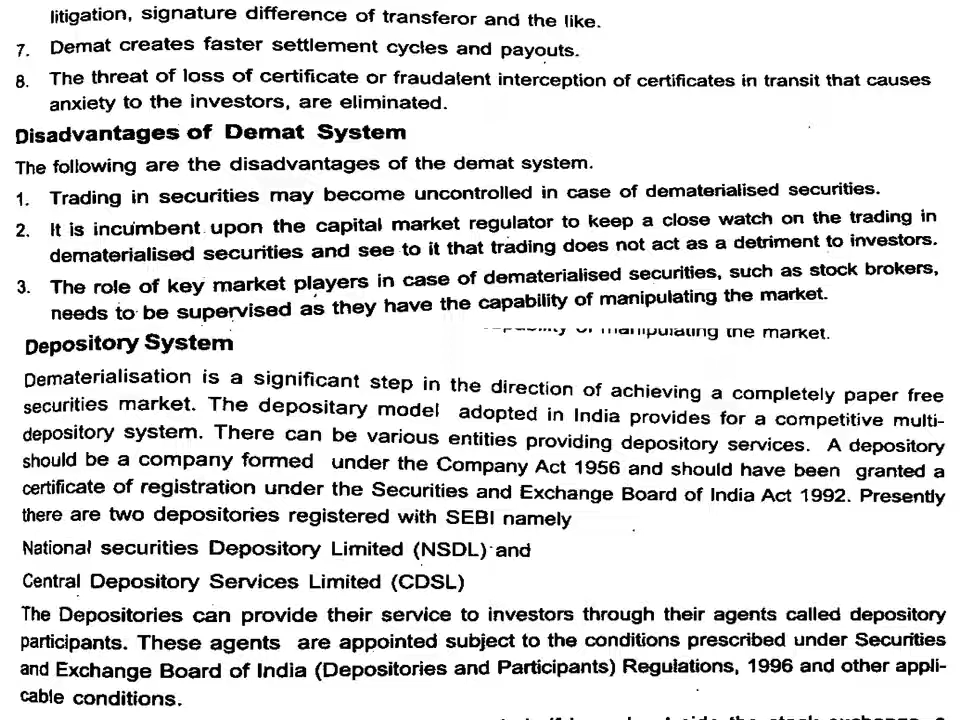 litigation, signature difference of transferor and the like.
7. Demat creates faster settlement cycles and payouts.
8. The threat of loss of certificate or fraudalent interception of certificates in transit that causes
anxiety to the investors, are eliminated.
Disadvantages of Demat System
The following are the disadvantages of the demat system.
1. Trading in securities may become uncontrolled in case of dematerialised securities.
2. It is incumbent upon the capital market regulator to keep a close watch on the trading in
dematerialised securities and see to it that trading does not act as a detriment to investors.
3. The role of key market players in case of dematerialised securities, such as stock brokers,
needs to be supervised as they have the capability of manipulating the market.
manipulating the market.
Depository System
Dematerialisation is a significant step in the direction of achieving a completely paper free
securities market. The depositary model adopted in India provides for a competitive multi-
depository system. There can be various entities providing depository services. A depository
should be a company formed under the Company Act 1956 and should have been granted a
certificate of registration under the Securities and Exchange Board of India Act 1992. Presently
there are two depositories registered with SEBI namely
National securities Depository Limited (NSDL) and
Central Depository Services Limited (CDSL)
The Depositories can provide their service to investors through their agents called depository
participants. These agents are appointed subject to the conditions prescribed under Securities
and Exchange Board of India (Depositories and Participants) Regulations, 1996 and other appli-
cable conditions.